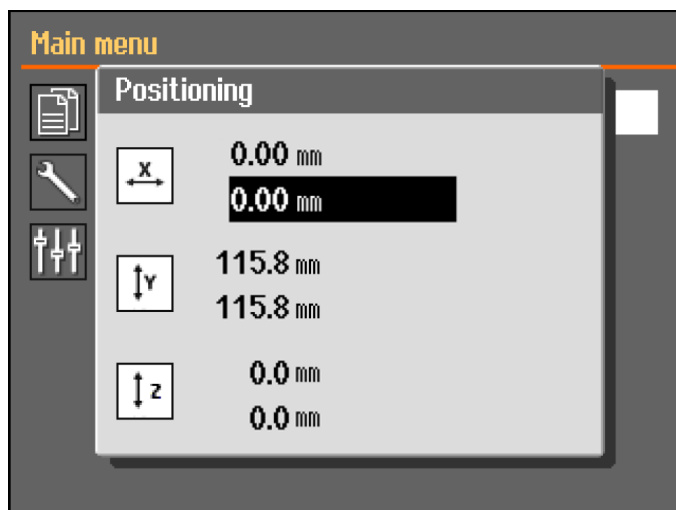 Main menu
Positioning
X
0.00 mm
0.00 mm
Y
115.8 mm
115.8 mm
Z
0.0 mm
0.0 mm